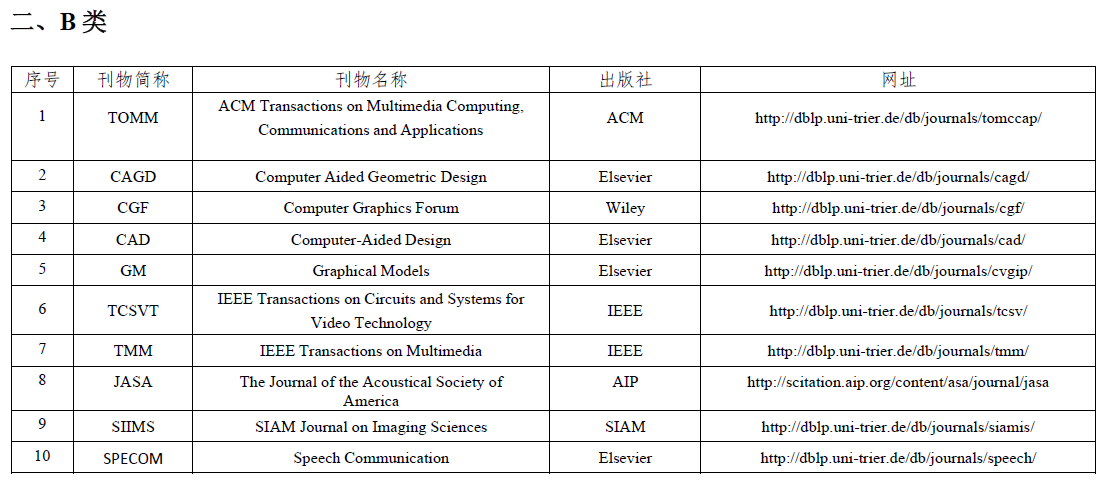 二、B 类
序号 刊物简称 刊物名称 出版社 网址
1 TOMM ACM Transactions on Multimedia Computing, Communications and Applications ACM http://dblp.uni-trier.de/db/journals/tomccap/
2 CAGD Computer Aided Geometric Design Elsevier http://dblp.uni-trier.de/db/journals/cagd/
3 CGF Computer Graphics Forum Wiley http://dblp.uni-trier.de/db/journals/cgf/
4 CAD Computer-Aided Design Elsevier http://dblp.uni-trier.de/db/journals/cad/
5 GM Graphical Models Elsevier http://dblp.uni-trier.de/db/journals/cvgip/
6 TCSVT IEEE Transactions on Circuits and Systems for Video Technology IEEE http://dblp.uni-trier.de/db/journals/tcsv/
7 TMM IEEE Transactions on Multimedia IEEE http://dblp.uni-trier.de/db/journals/tmm/
8 JASA The Journal of the Acoustical Society of America AIP http://scitation.aip.org/content/asa/journal/jasa
9 SIIMS SIAM Journal on Imaging Sciences SIAM http://dblp.uni-trier.de/db/journals/siamis/
10 SPECOM Speech Communication Elsevier http://dblp.uni-trier.de/db/journals/speech/